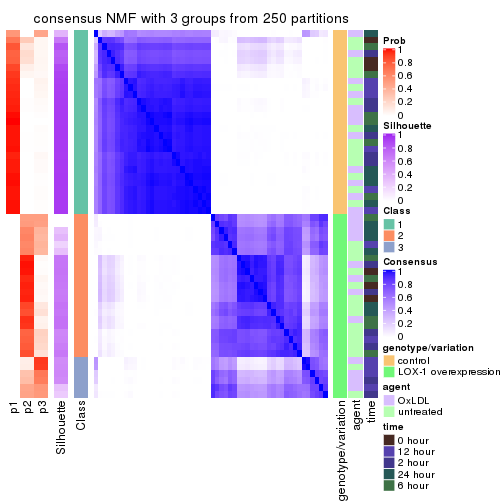 consensus NMF with 3 groups from 250 partitions
Prob
1
0.8
0.6
0.4
0.2
0
Silhouette
1
0.8
0.6
0.4
0.2
0
Class
1
2
3
Consensus
1
0.8
0.6
0.4
0.2
0
genotype/variation
control
LOX-1 overexpression
agent
OxLDL
untreated
time
0 hour
12 hour
2 hour
24 hour
6 hour
p1
p2
p3
Silhouette
Class
genotype/variation
agent
time